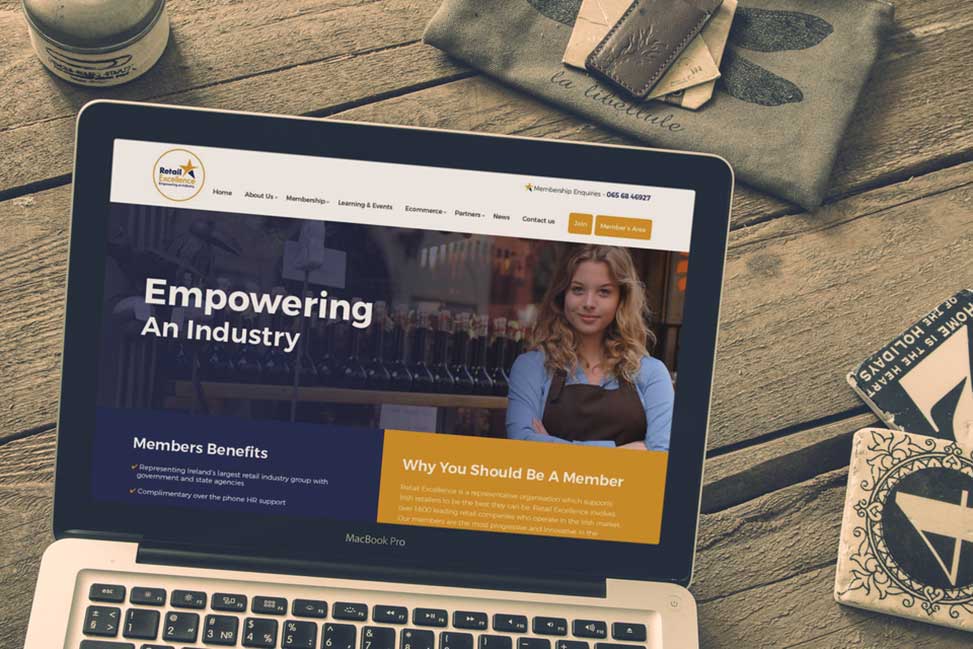 la libellule
Retail
Excellence
Empowering an Industry
Membership Enquiries - 065 68 46927
Home
About Us
Membership
Learning & Events
Ecommerce
Partners
News
Contact us
Join
Member's Area
Empowering
An Industry
Members Benefits
Representing Ireland's largest retail industry group with
government and state agencies
Complimentary over the phone HR support
Why You Should Be A Member
Retail Excellence is a representative organisation which supports
Irish retailers to be the best they can be. Retail Excellence involves
over 1,600 leading retail companies who operate in the Irish market.
Our members are the most progressive and innovative in the
HOME IS THE HEART
OF THE HOLIDAYS
MacBook Pro
esc
F1
F2
F3
F4
F5
F6
F7
F8
F9
F10
F11
F12
± §
! 1
@ 2
№ # 3
$ 4
% 5
6
& 7
* 8